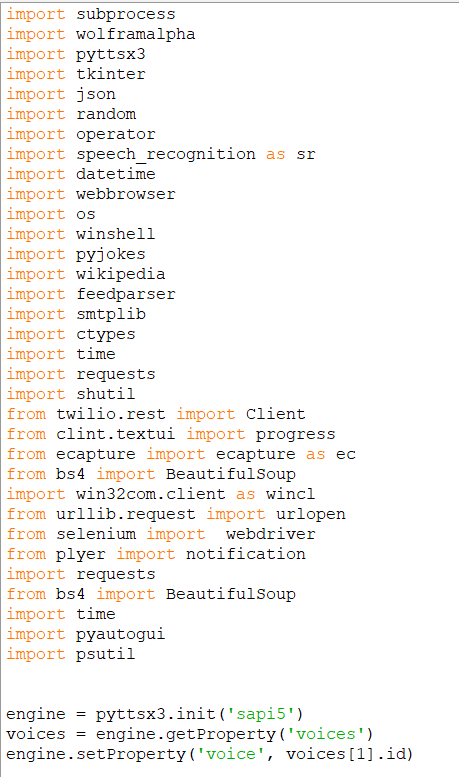 import subprocess
import wolframalpha
import pyttsx3
import tkinter
import json
import random
import operator
import speech_recognition as sr
import datetime
import webbrowser
import os
import winshell
import pyjokes
import wikipedia
import feedparser
import smtplib
import ctypes
import time
import requests
import shutil
from twilio.rest import Client
from clint.textui import progress
from ecapture import ecapture as ec
from bs4 import BeautifulSoup
import win32com.client as wincl
from urllib.request import urlopen
from selenium import  webdriver
from plyer import notification
import requests
from bs4 import BeautifulSoup
import time
import pyautogui
import psutil
engine = pyttsx3.init('sapi5')
voices = engine.getProperty('voices')
engine.setProperty('voice', voices[1].id)